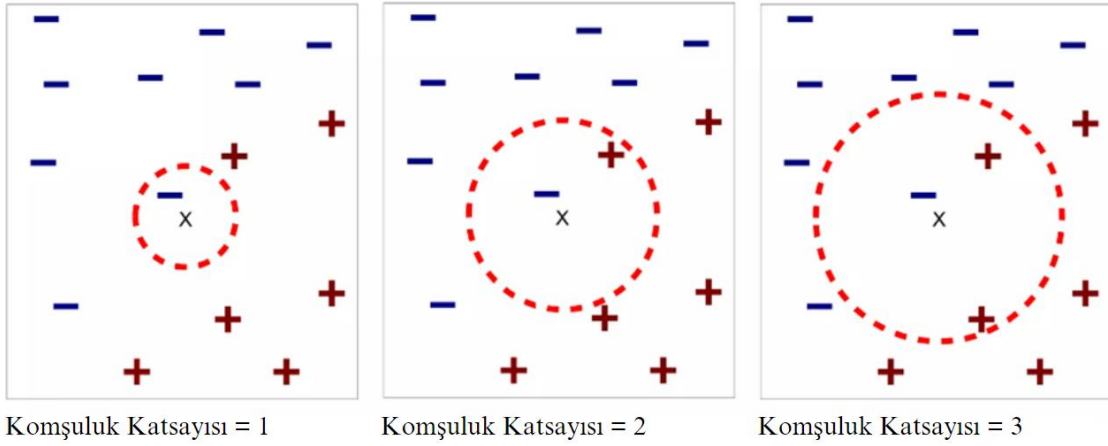 x
x
x
Komşuluk Katsayısı = 1
Komşuluk Katsayısı = 2
Komşuluk Katsayısı = 3